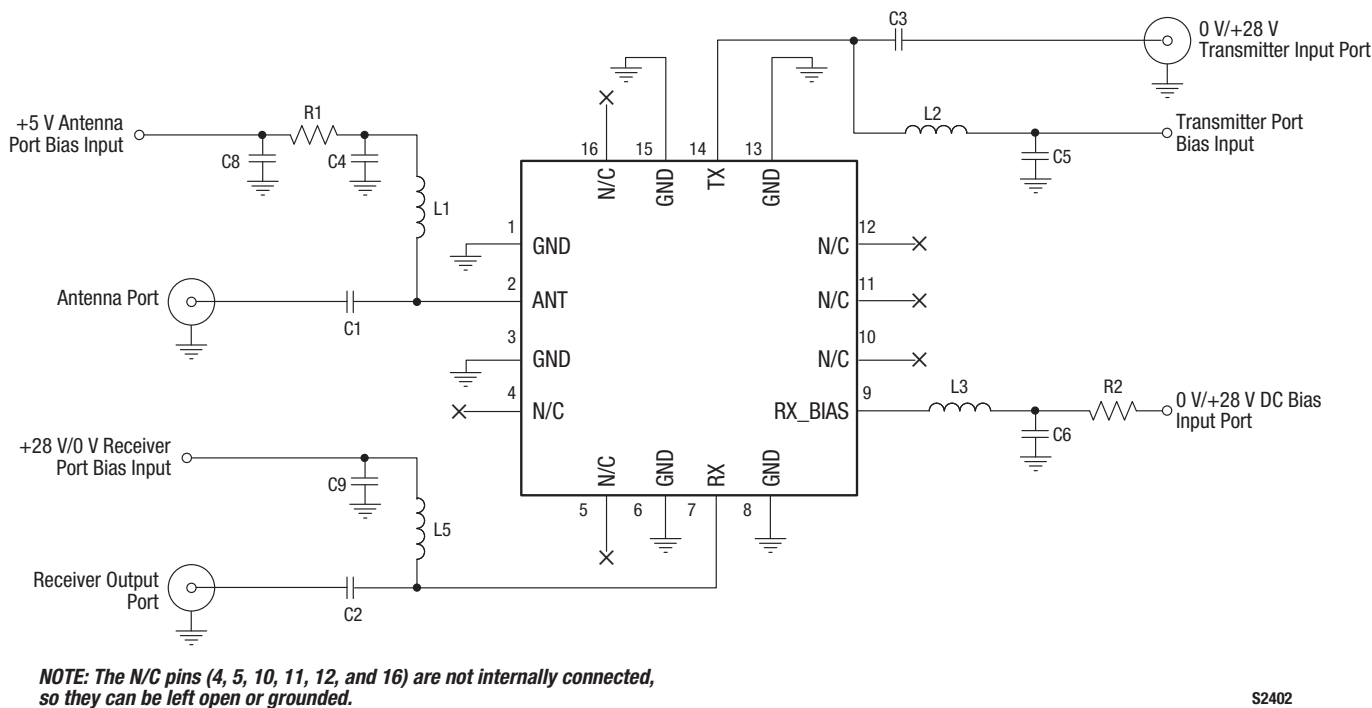 C3
0 V/+28 V
Transmitter Input Port
+5 V Antenna
Port Bias Input
R1
C8
C4
L1
L2
C5
Transmitter Port
Bias Input
16
15
14
13
N/C
GND
TX
GND
1
GND
12
N/C
Antenna Port
C1
2
ANT
11
N/C
3
GND
10
N/C
4
N/C
9
RX_BIAS
L3
C6
R2
0 V/+28 V DC Bias
Input Port
+28 V/0 V Receiver
Port Bias Input
C9
L5
N/C
GND
RX
GND
5
6
7
8
Receiver Output
Port
C2
NOTE: The N/C pins (4, 5, 10, 11, 12, and 16) are not internally connected,
so they can be left open or grounded.
S2402